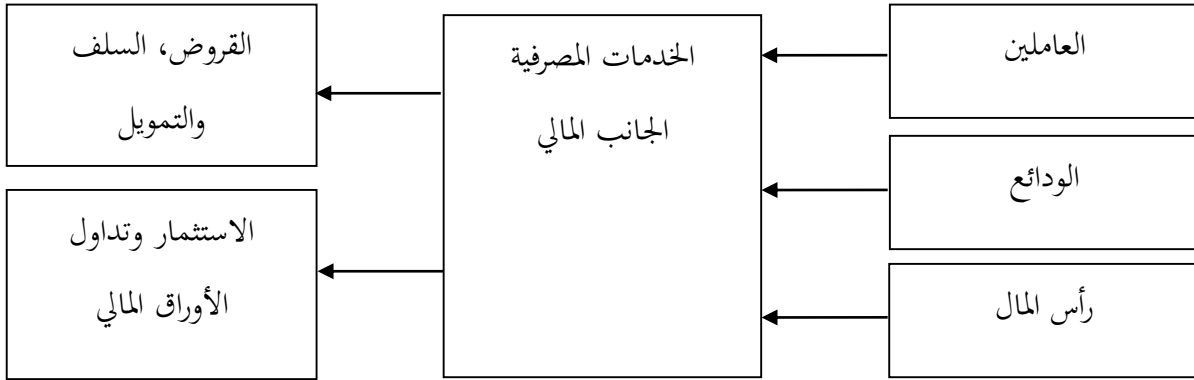 العاملين
الودائع
رأس المال
الخدمات المصرفية
الجانب المالي
القروض، السلف
والتمويل
الاستثمار وتداول
الأوراق المالي